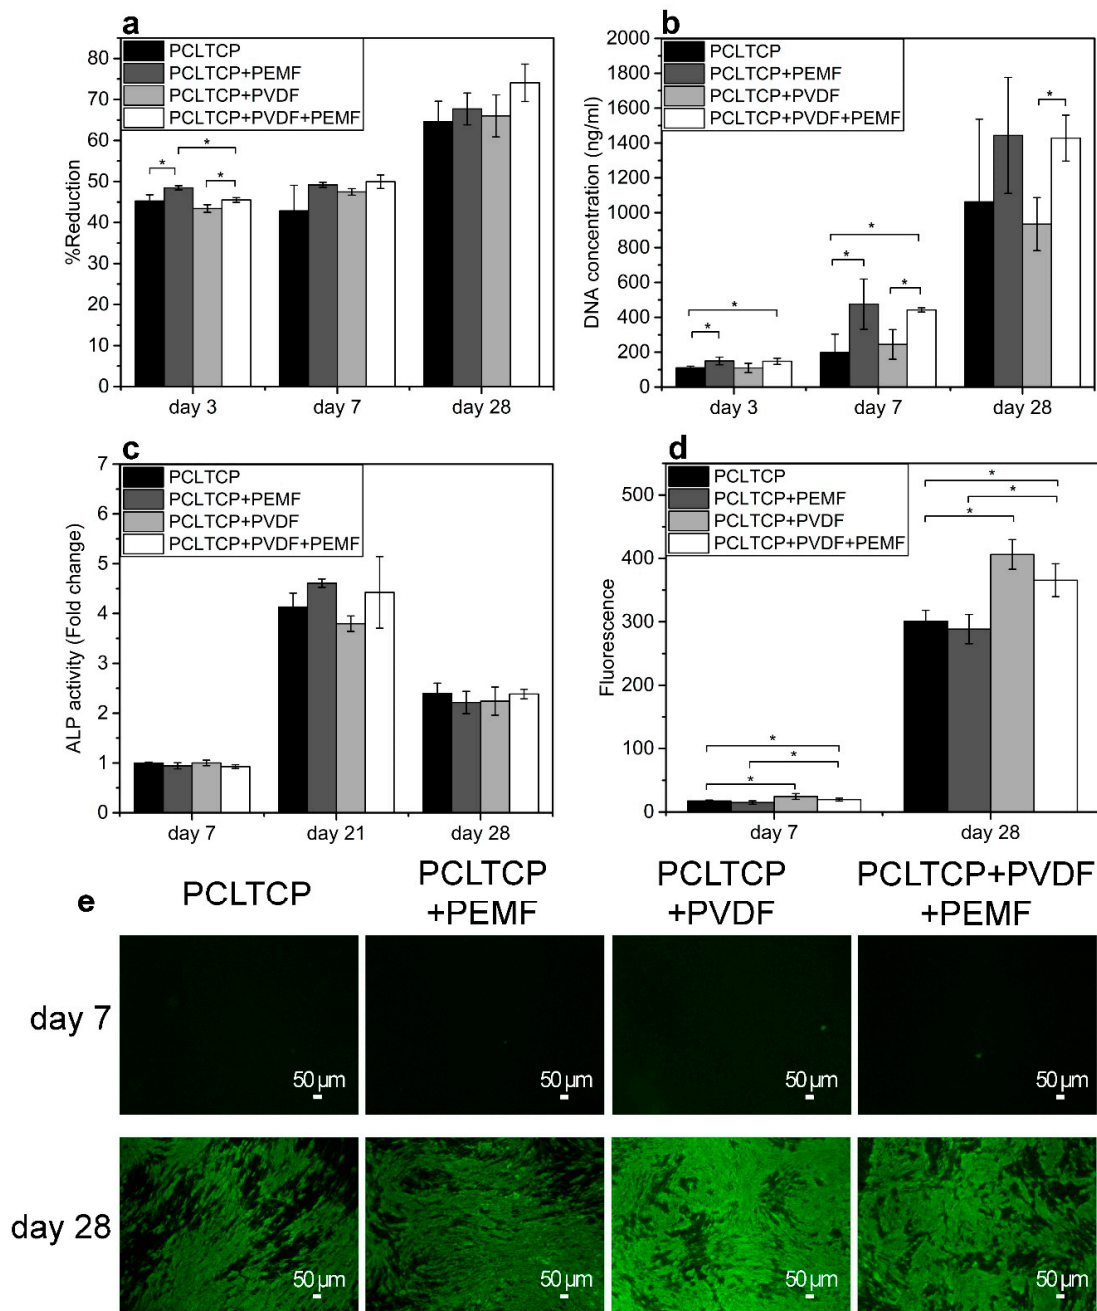 a
%Reduction
85
80
70
60
50
40
30
20
10
0
PCLTCP
PCLTCP+PEMF
PCLTCP+PVDF
PCLTCP+PVDF+PEMF
*
*
*
day 3 day 7 day 28
b
DNA concentration (ng/ml)
2000
1800
1600
1400
1200
1000
800
600
400
200
0
PCLTCP
PCLTCP+PEMF
PCLTCP+PVDF
PCLTCP+PVDF+PEMF
*
*
*
*
*
*
day 3 day 7 day 28
c
ALP activity (Fold change)
7
6
5
4
3
2
1
0
PCLTCP
PCLTCP+PEMF
PCLTCP+PVDF
PCLTCP+PVDF+PEMF
day 7 day 21 day 28
d
Fluorescence
500
400
300
200
100
0
PCLTCP
PCLTCP+PEMF
PCLTCP+PVDF
PCLTCP+PVDF+PEMF
*
*
*
*
*
*
day 7 day 28
e
PCLTCP
PCLTCP
+PEMF
PCLTCP
+PVDF
PCLTCP+PVDF
+PEMF
day 7
50 µm
50 µm
50 µm
50 µm
day 28
50 µm
50 µm
50 µm
50 µm